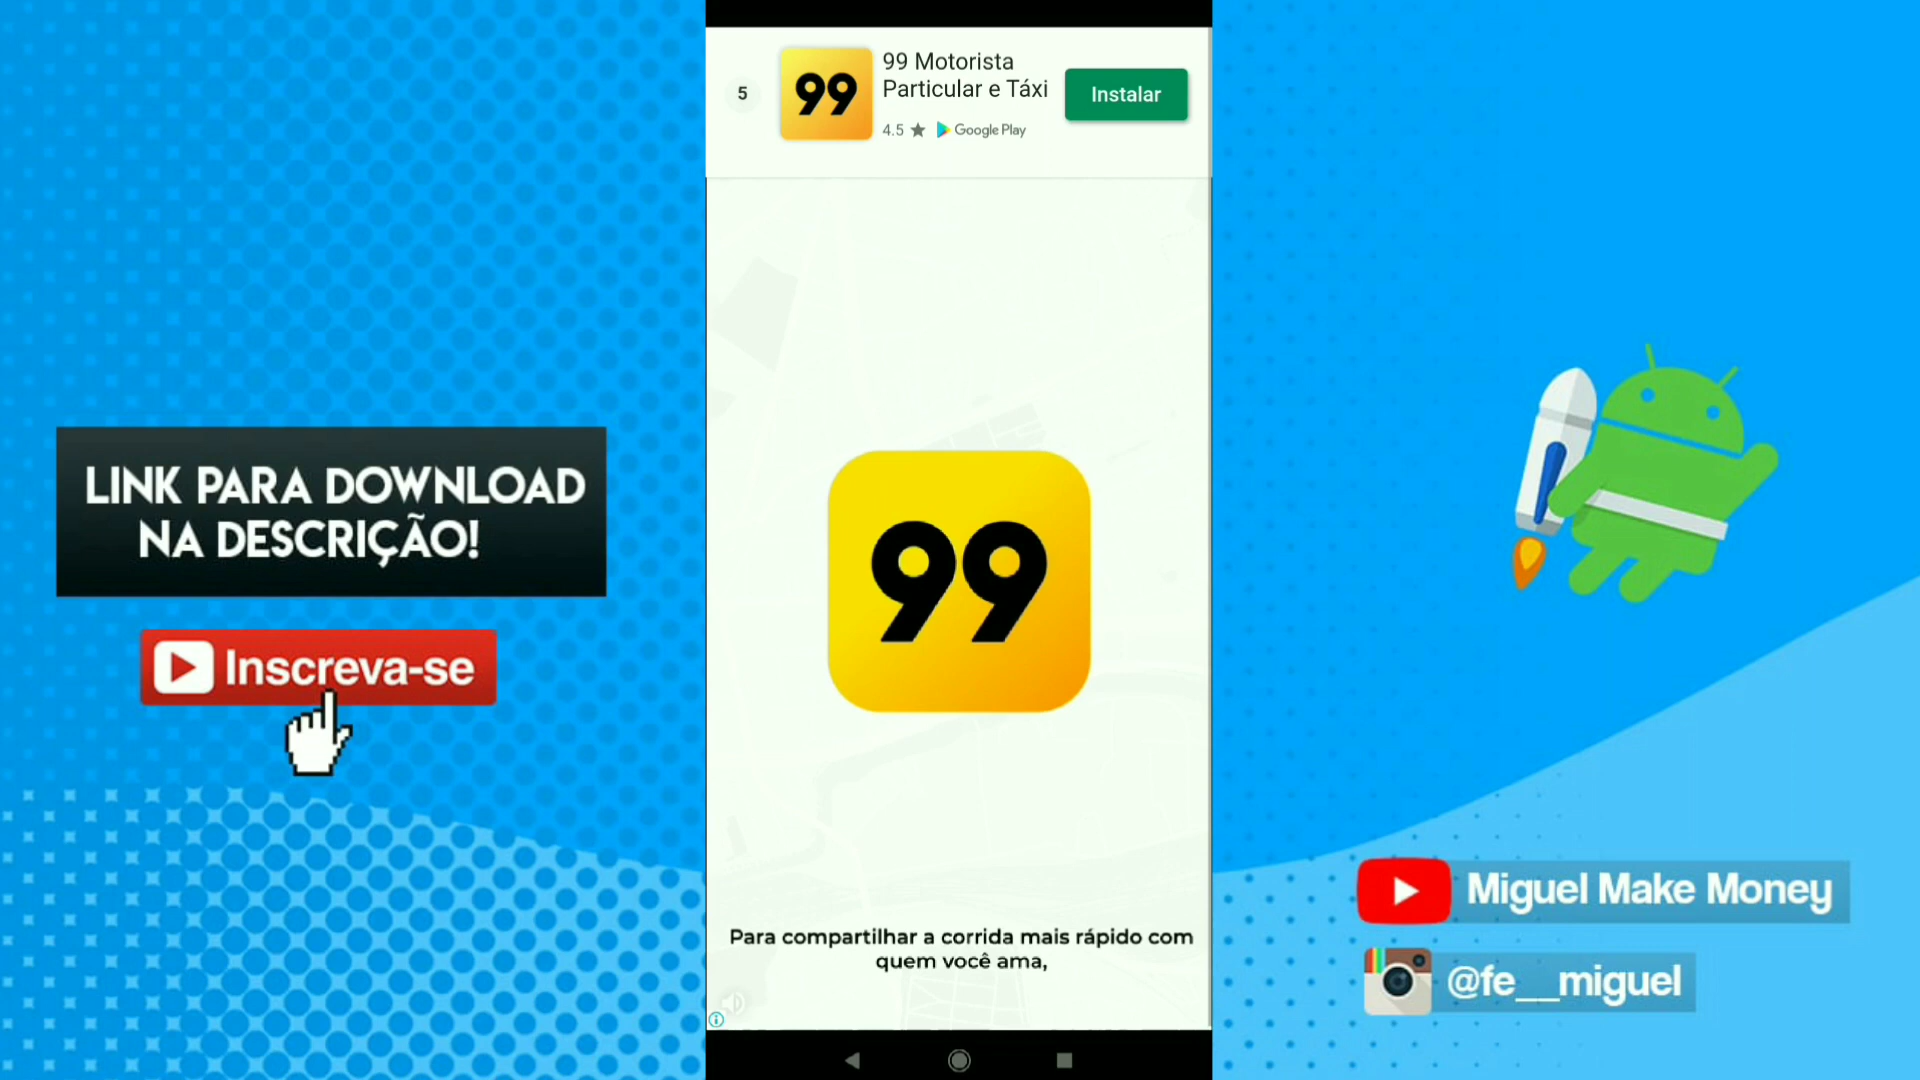 5
99
99 Motorista
Particular e Táxi
4.5 ★ Google Play
Instalar
LINK PARA DOWNLOAD
NA DESCRIÇÃO!
Inscreva-se
99
Para compartilhar a corrida mais rápido com
quem você ama,
Miguel Make Money
@fe__miguel